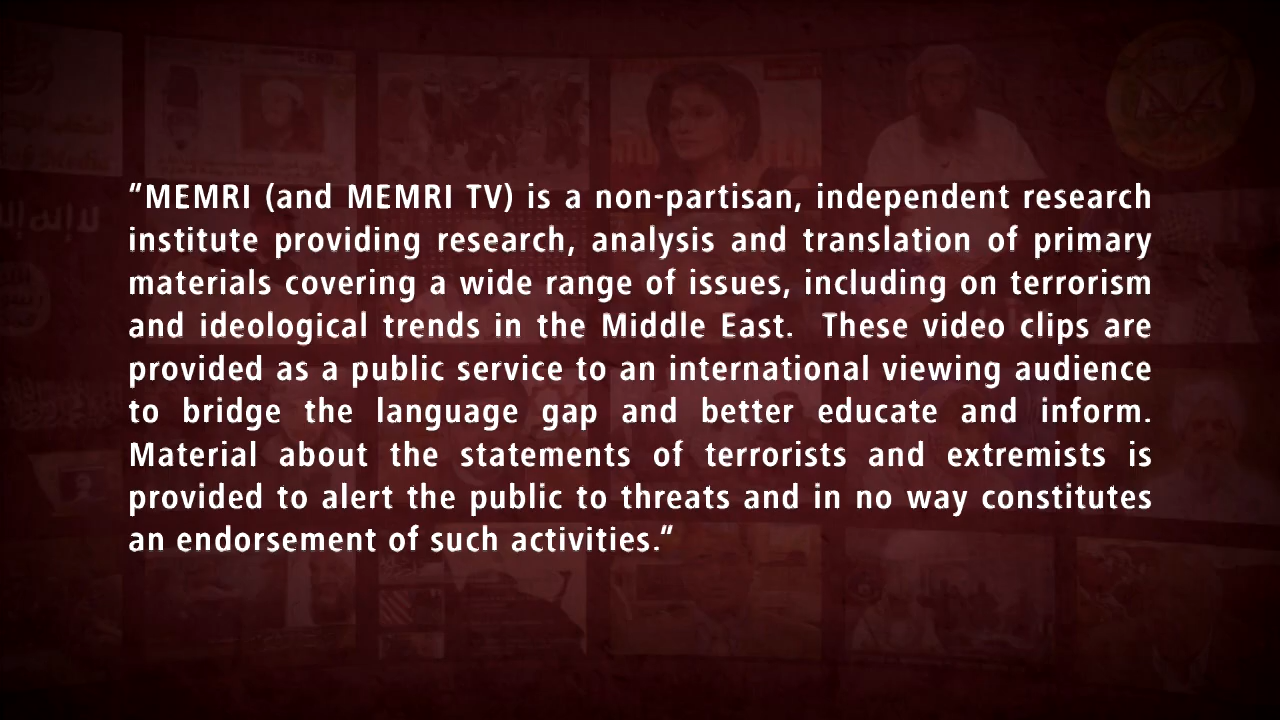 “MEMRI (and MEMRI TV) is a non-partisan, independent research
institute providing research, analysis and translation of primary
materials covering a wide range of issues, including on terrorism
and ideological trends in the Middle East.  These video clips are
provided as a public service to an international viewing audience
to bridge the language gap and better educate and inform.
Material about the statements of terrorists and extremists is
provided to alert the public to threats and in no way constitutes
an endorsement of such activities.”